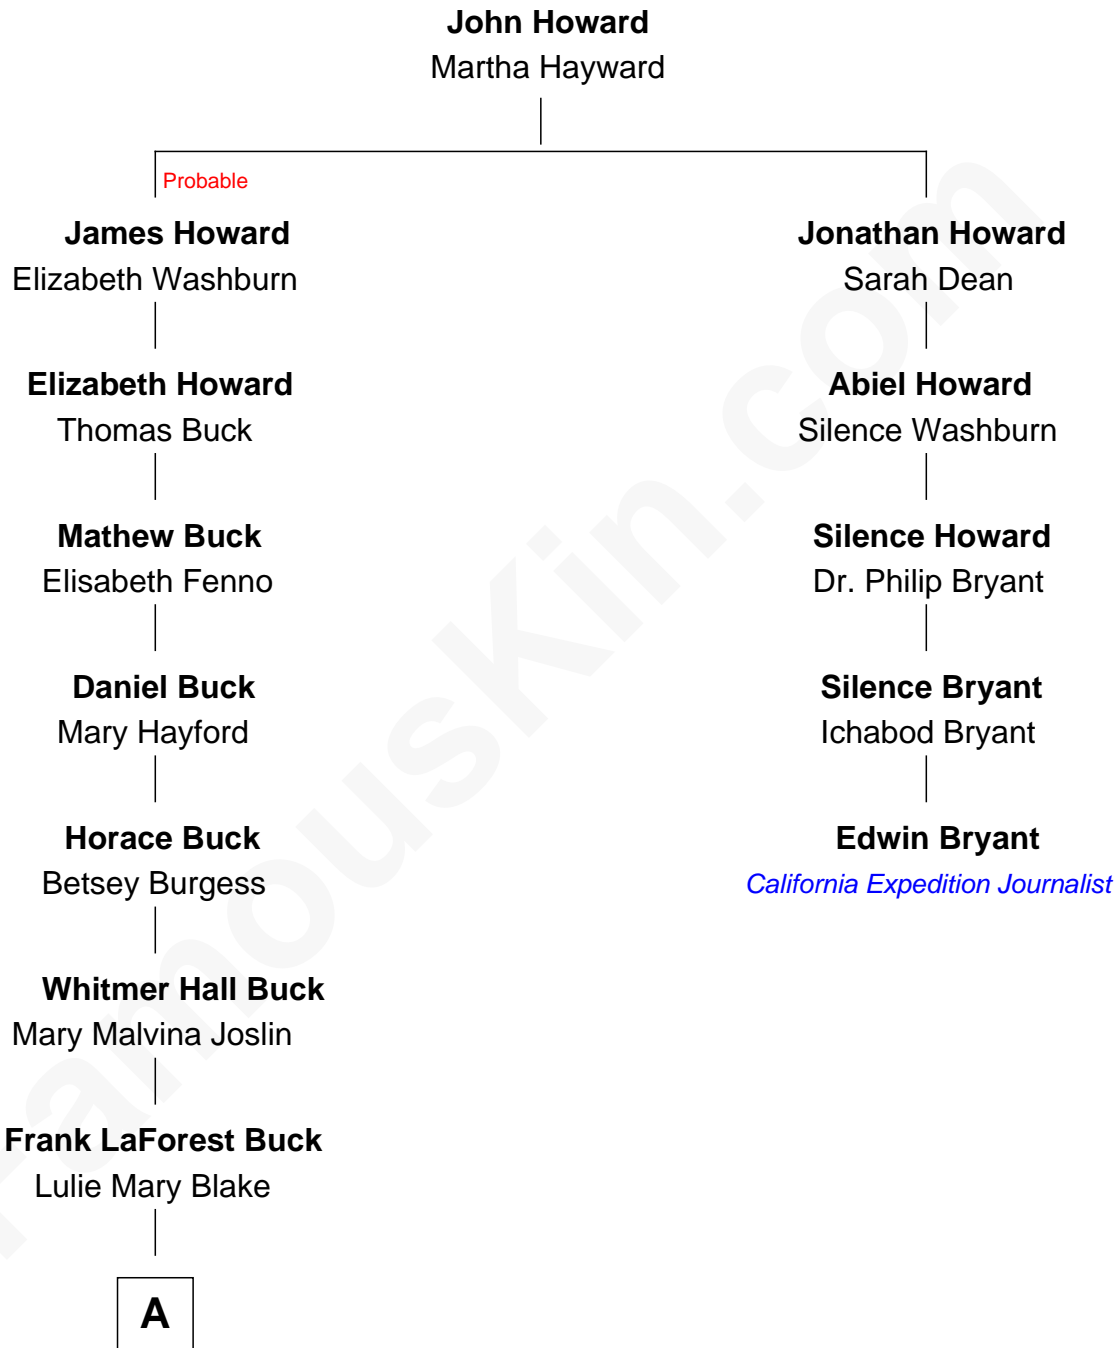 John Howard
Martha Hayward
Probable
James Howard
Elizabeth Washburn
Jonathan Howard
Sarah Dean
Elizabeth Howard
Thomas Buck
Abiel Howard
Silence Washburn
Mathew Buck
Elisabeth Fenno
Silence Howard
Dr. Philip Bryant
Daniel Buck
Mary Hayford
Silence Bryant
Ichabod Bryant
Horace Buck
Betsey Burgess
Edwin Bryant
California Expedition Journalist
Whitmer Hall Buck
Mary Malvina Joslin
Frank LaForest Buck
Lulie Mary Blake
A
FamousKin.com